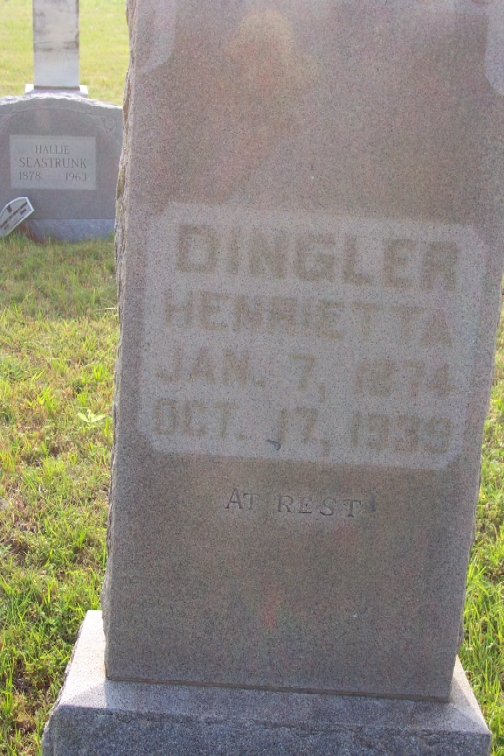 HALLIE
SEASTRUNK
1878 1963
DINGLER
HENRIETTA
JAN. 7, 1874
OCT. 17, 1939
AT REST